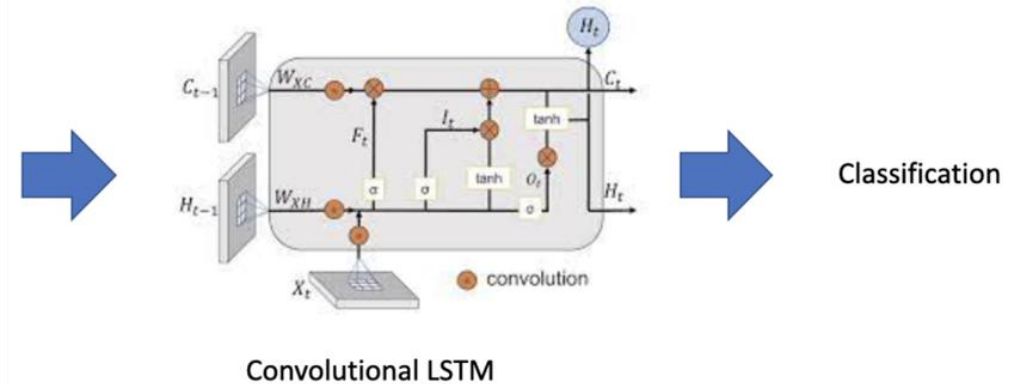 H_t
C_{t-1}
W_{XC}
C_t
I_t
tanh
F_t
α
σ
tanh
O_t
H_{t-1}
W_{XH}
σ
H_t
X_t
convolution
Classification
Convolutional LSTM